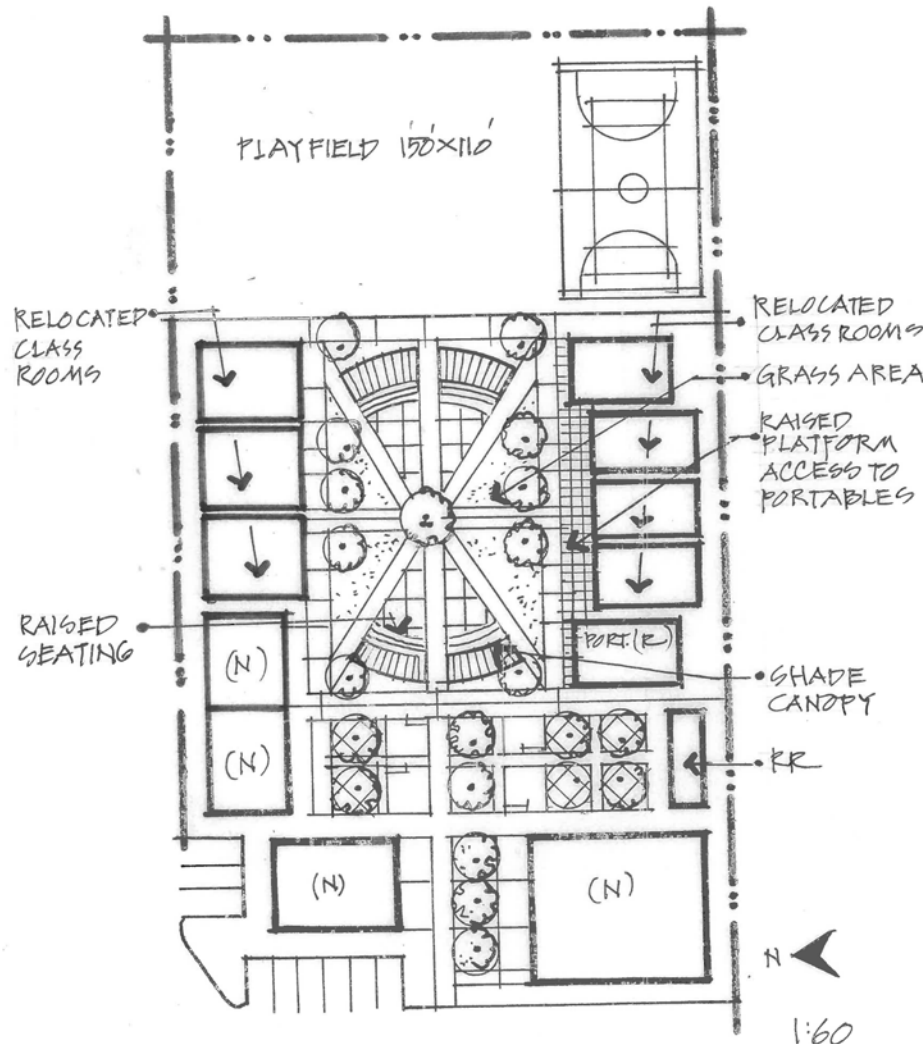 PLAYFIELD 150'X110'
RELOCATED
CLASS
ROOMS
RELOCATED
CLASS ROOMS
GRASS AREA
RAISED
PLATFORM
ACCESS TO
PORTABLES
RAISED
SEATING
(N)
(N)
PORT.(R)
SHADE
CANOPY
RR
(N)
(N)
N
1:60